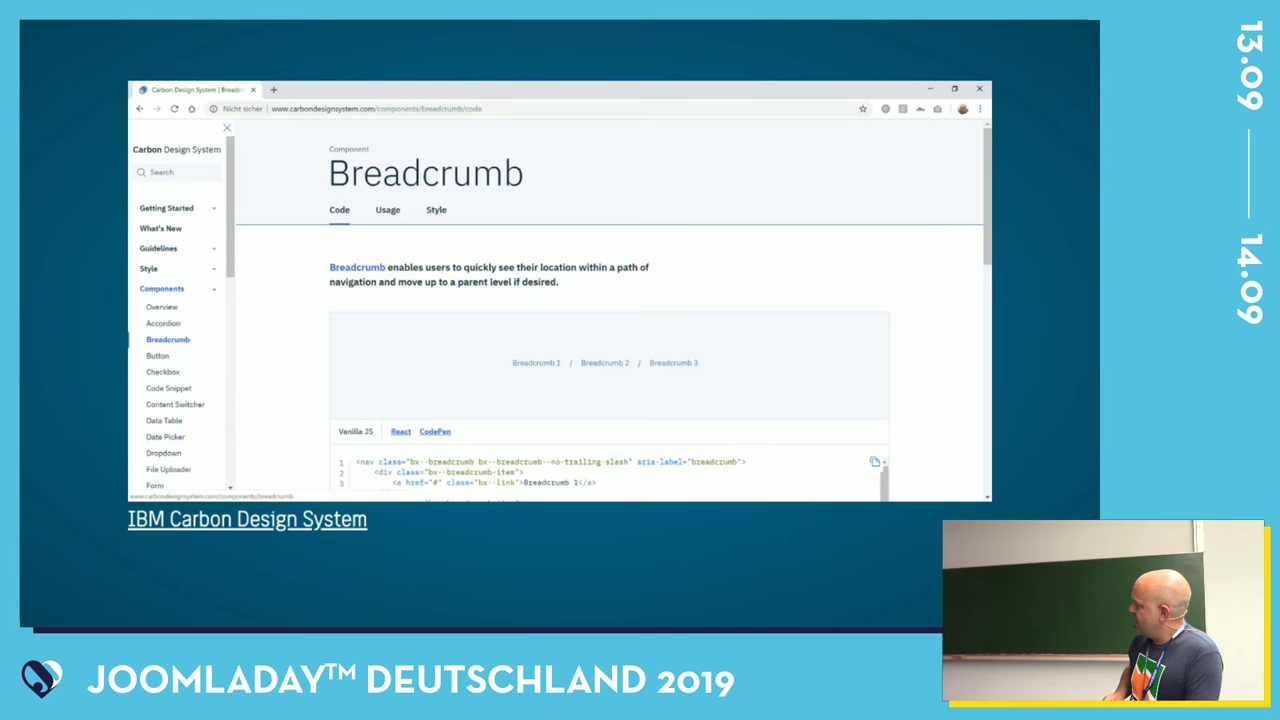 13.09
14.09
Carbon Design System | Breadc
Nicht sicher | www.carbondesignsystem.com/components/breadcrumb/code
Carbon Design System
Search
Getting Started
What's New
Guidelines
Style
Components
Overview
Accordion
Breadcrumb
Button
Checkbox
Code Snippet
Content Switcher
Data Table
Date Picker
Dropdown
File Uploader
Form
www.carbondesignsystem.com/components/breadcrumb
Component
Breadcrumb
Code Usage Style
Breadcrumb enables users to quickly see their location within a path of
navigation and move up to a parent level if desired.
Breadcrumb 1 / Breadcrumb 2 / Breadcrumb 3
Vanilla JS React CodePen
1 <nav class="bx--breadcrumb bx--breadcrumb--no-trailing-slash" aria-label="breadcrumb">
2 <div class="bx--breadcrumb-item">
3 <a href="#" class="bx--link">Breadcrumb 1</a>
IBM Carbon Design System
JOOMLADAY™ DEUTSCHLAND 2019